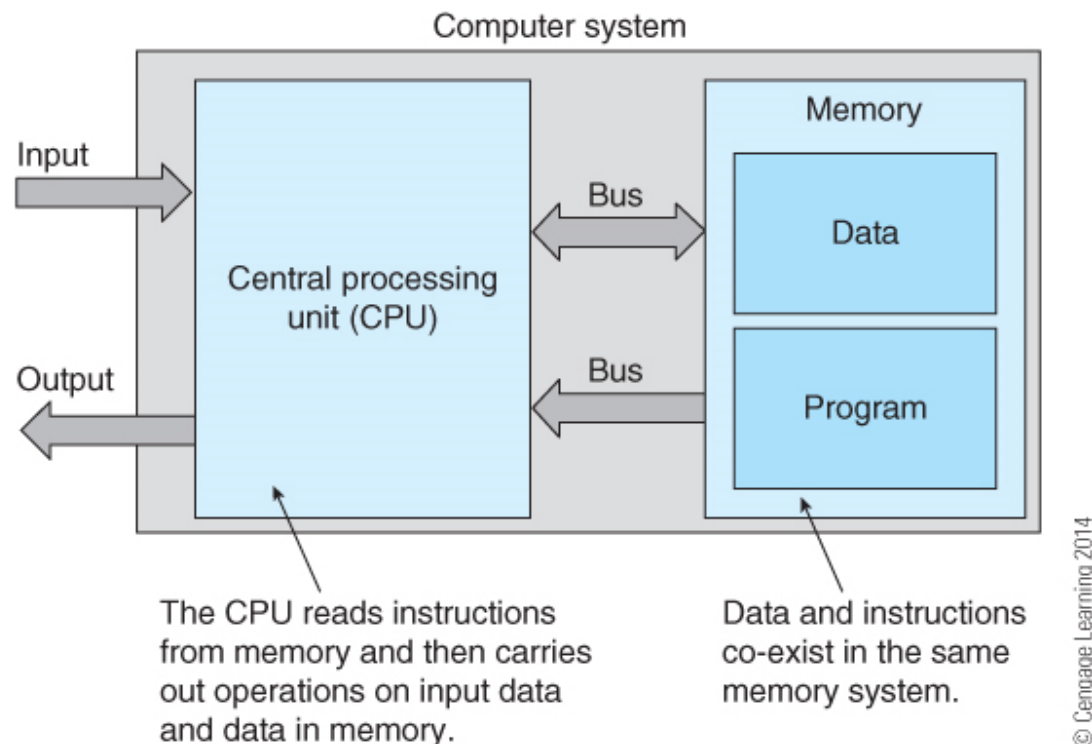 Computer system
Input
Output
Central processing
unit (CPU)
Bus
Bus
Memory
Data
Program
The CPU reads instructions
from memory and then carries
out operations on input data
and data in memory.
Data and instructions
co-exist in the same
memory system.
© Cengage Learning 2014